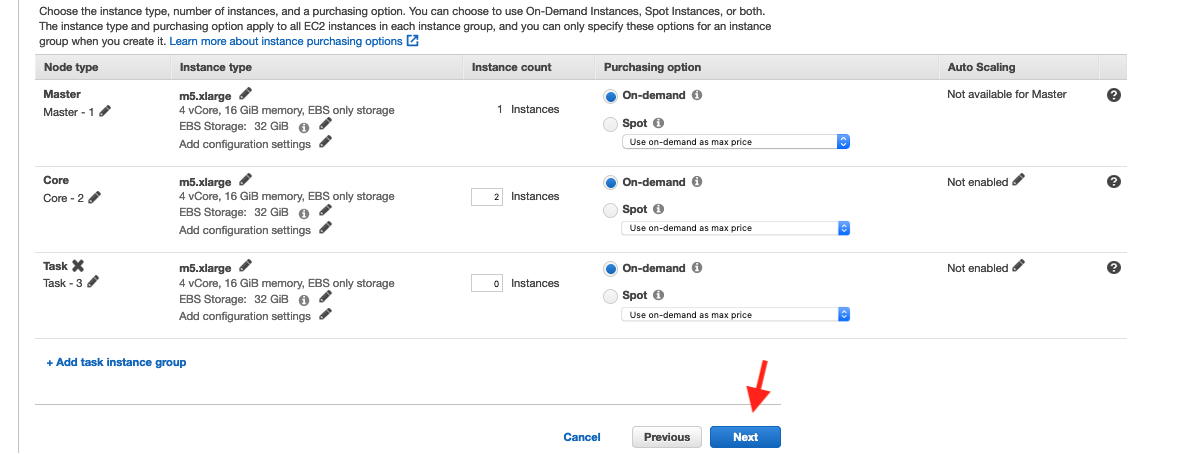 Choose the instance type, number of instances, and a purchasing option. You can choose to use On-Demand Instances, Spot Instances, or both.
The instance type and purchasing option apply to all EC2 instances in each instance group, and you can only specify these options for an instance
group when you create it. Learn more about instance purchasing options
Node type Instance type Instance count Purchasing option Auto Scaling
Master
Master - 1
m5.xlarge
4 vCore, 16 GiB memory, EBS only storage
EBS Storage: 32 GiB
Add configuration settings
1 Instances
On-demand
Spot
Use on-demand as max price
Not available for Master
Core
Core - 2
m5.xlarge
4 vCore, 16 GiB memory, EBS only storage
EBS Storage: 32 GiB
Add configuration settings
2 Instances
On-demand
Spot
Use on-demand as max price
Not enabled
Task
Task - 3
m5.xlarge
4 vCore, 16 GiB memory, EBS only storage
EBS Storage: 32 GiB
Add configuration settings
0 Instances
On-demand
Spot
Use on-demand as max price
Not enabled
+ Add task instance group
Cancel Previous Next